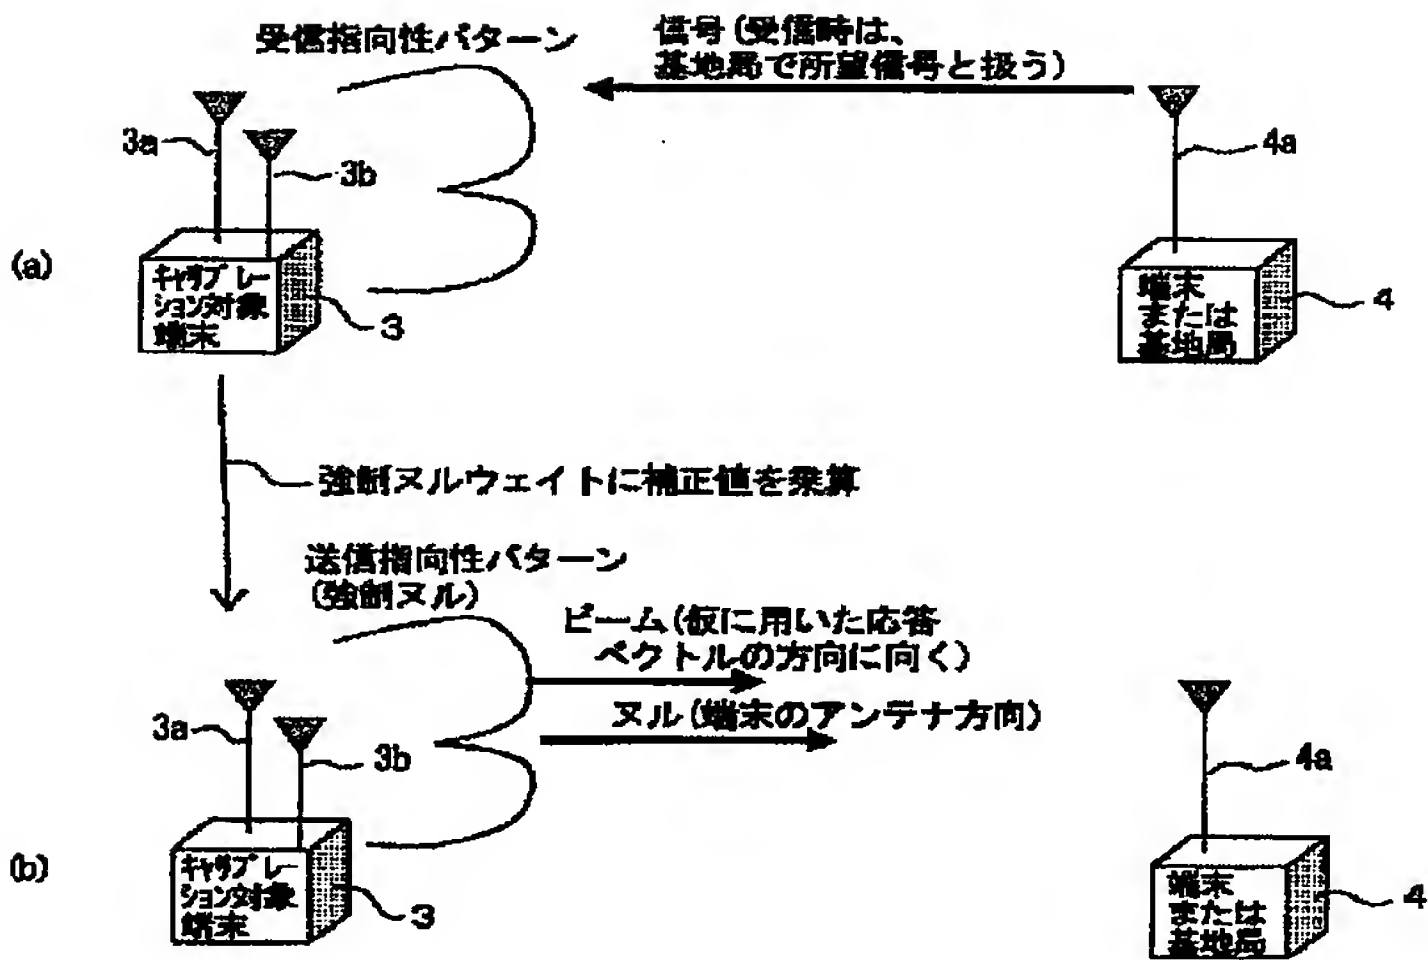 受信指向性パターン
信号(受信時は、
基地局で所望信号と扱う)
3a
3b
4a
(a)
キャリブレー
ション対象
端末
3
端末
または
基地局
4
強制ヌルウェイトに補正値を乗算
送信指向性パターン
(強制ヌル)
ビーム(仮に用いた応答
ベクトルの方向に向く)
ヌル(端末のアンテナ方向)
3a
3b
4a
(b)
キャリブレー
ション対象
端末
3
端末
または
基地局
4